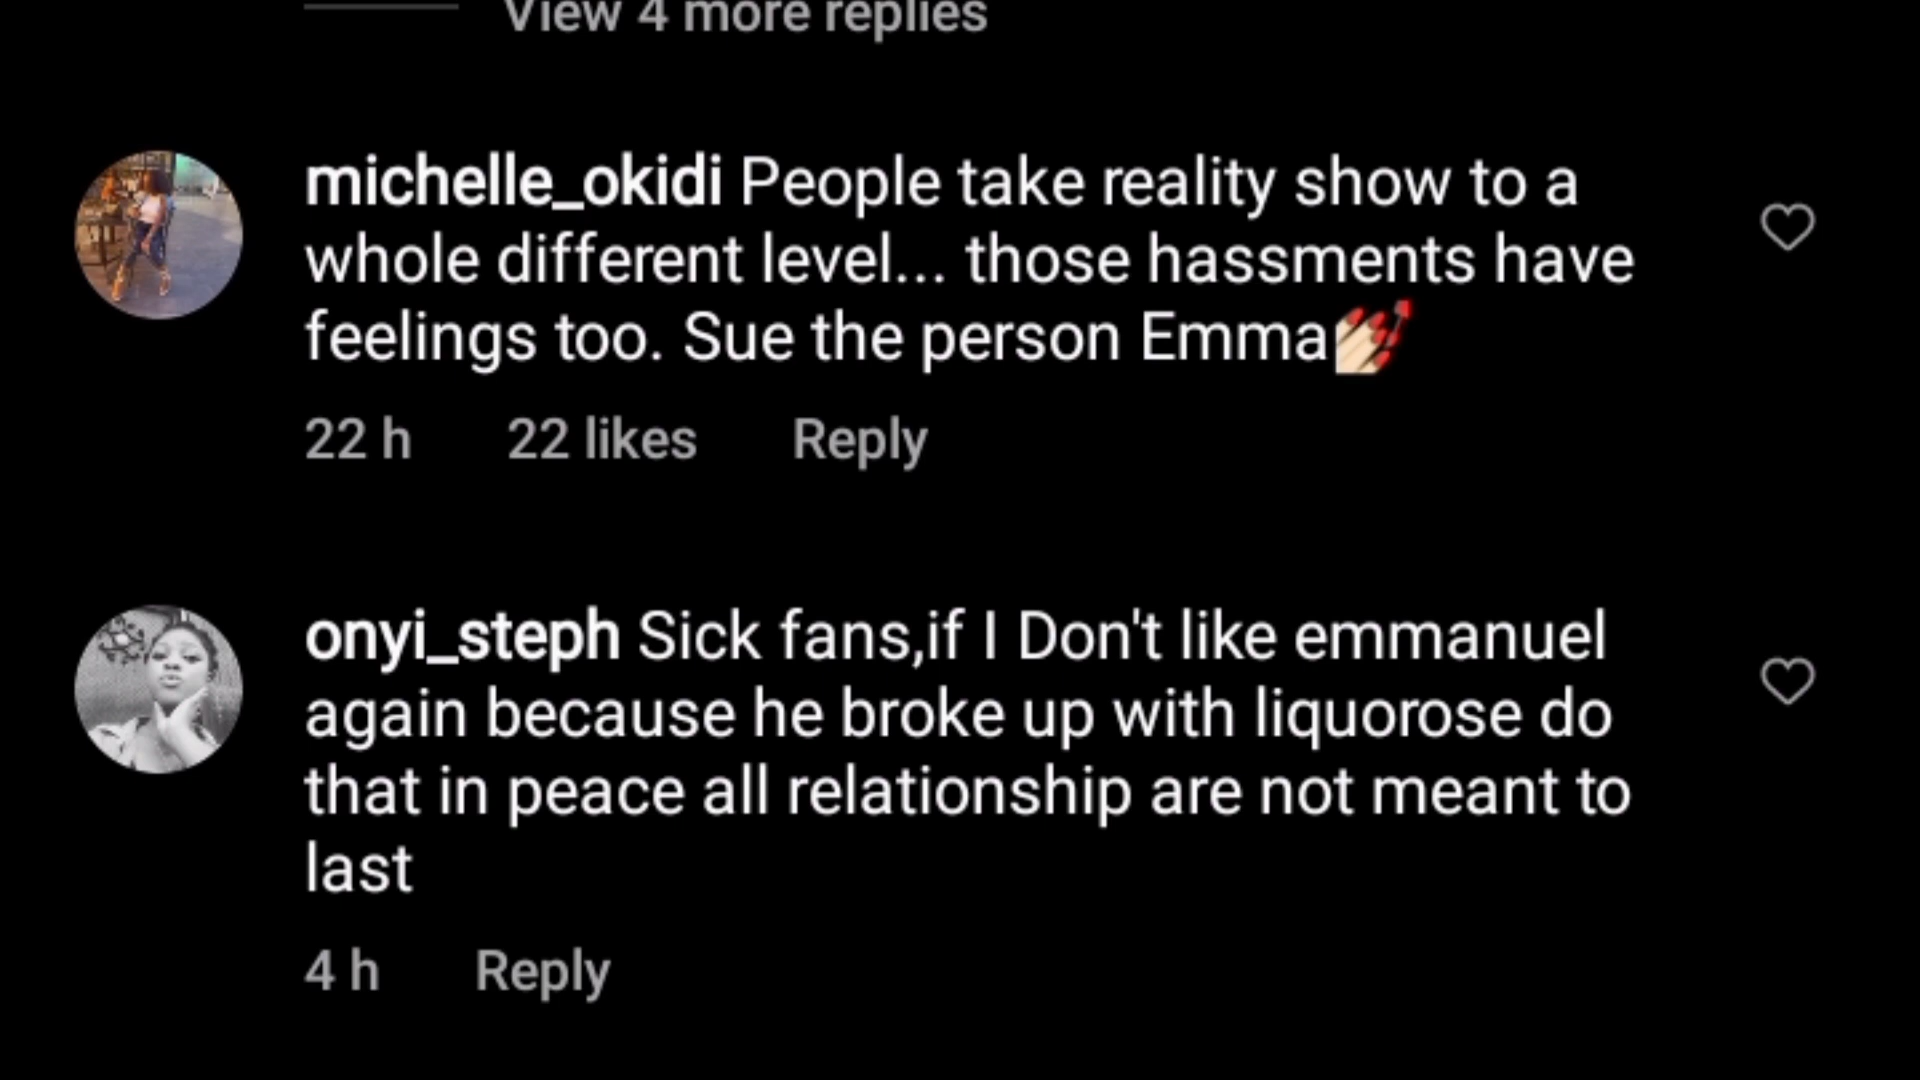 View 4 more replies
michelle_okidi People take reality show to a
whole different level... those hassments have
feelings too. Sue the person Emma💅🏻
22 h 22 likes Reply
onyi_steph Sick fans,if I Don't like emmanuel
again because he broke up with liquorose do
that in peace all relationship are not meant to
last
4 h Reply